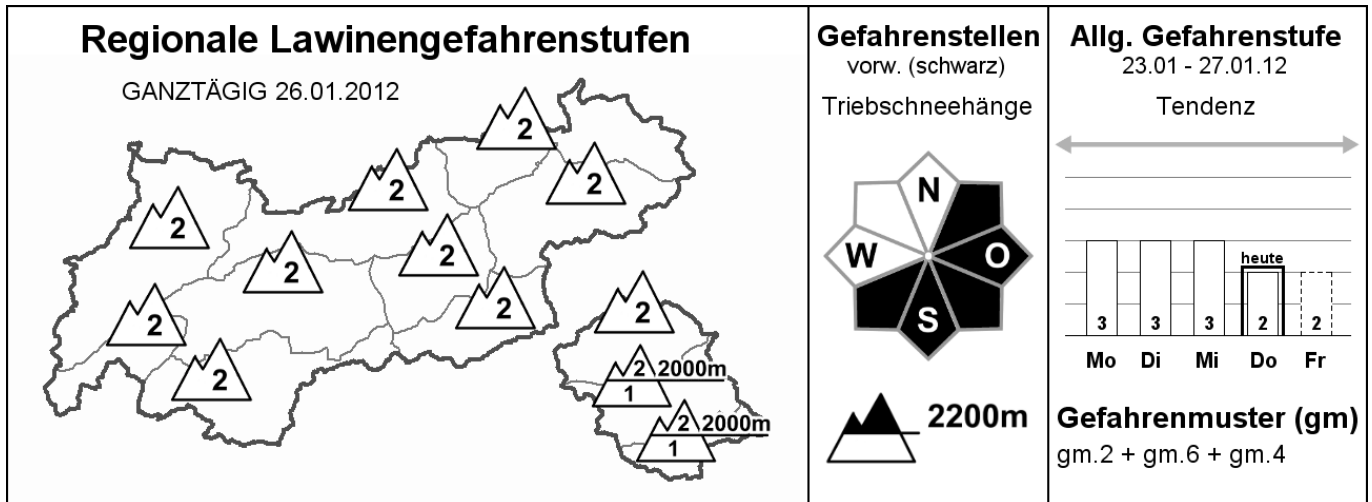 Regionale Lawinengefahrenstufen
GANZTÄGIG 26.01.2012
2
2
2
2
2
2
2
2
2
2
2
2 2000m
1
2 2000m
1
Gefahrenstellen
vorw. (schwarz)
Triebschneehänge
N
W O
S
2200m
Allg. Gefahrenstufe
23.01 - 27.01.12
Tendenz
heute
3 3 3 2 2
Mo Di Mi Do Fr
Gefahrenmuster (gm)
gm.2 + gm.6 + gm.4